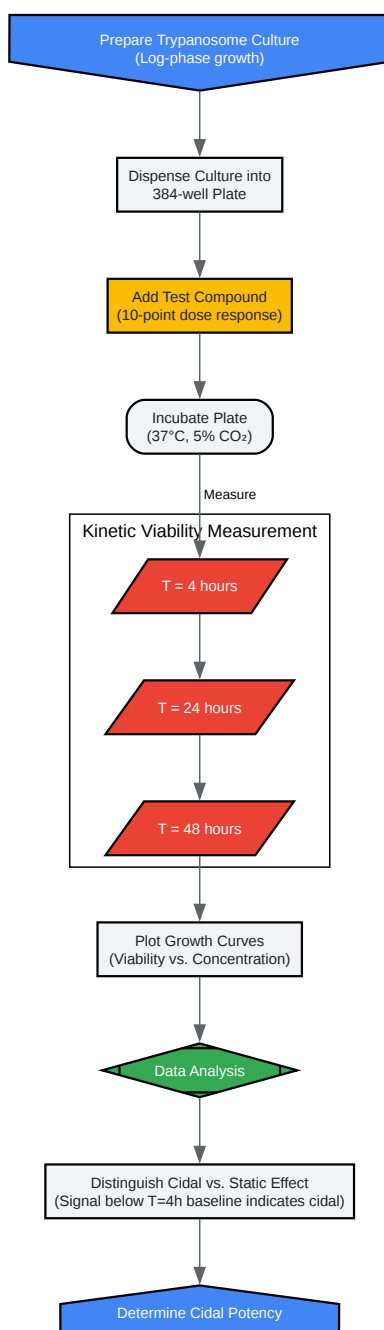 Prepare Trypanosome Culture
(Log-phase growth)
Dispense Culture into
384-well Plate
Add Test Compound
(10-point dose response)
Incubate Plate
(37°C, 5% CO₂)
Measure
Kinetic Viability Measurement
T = 4 hours
T = 24 hours
T = 48 hours
Plot Growth Curves
(Viability vs. Concentration)
Data Analysis
Distinguish Cidal vs. Static Effect
(Signal below T=4h baseline indicates cidal)
Determine Cidal Potency